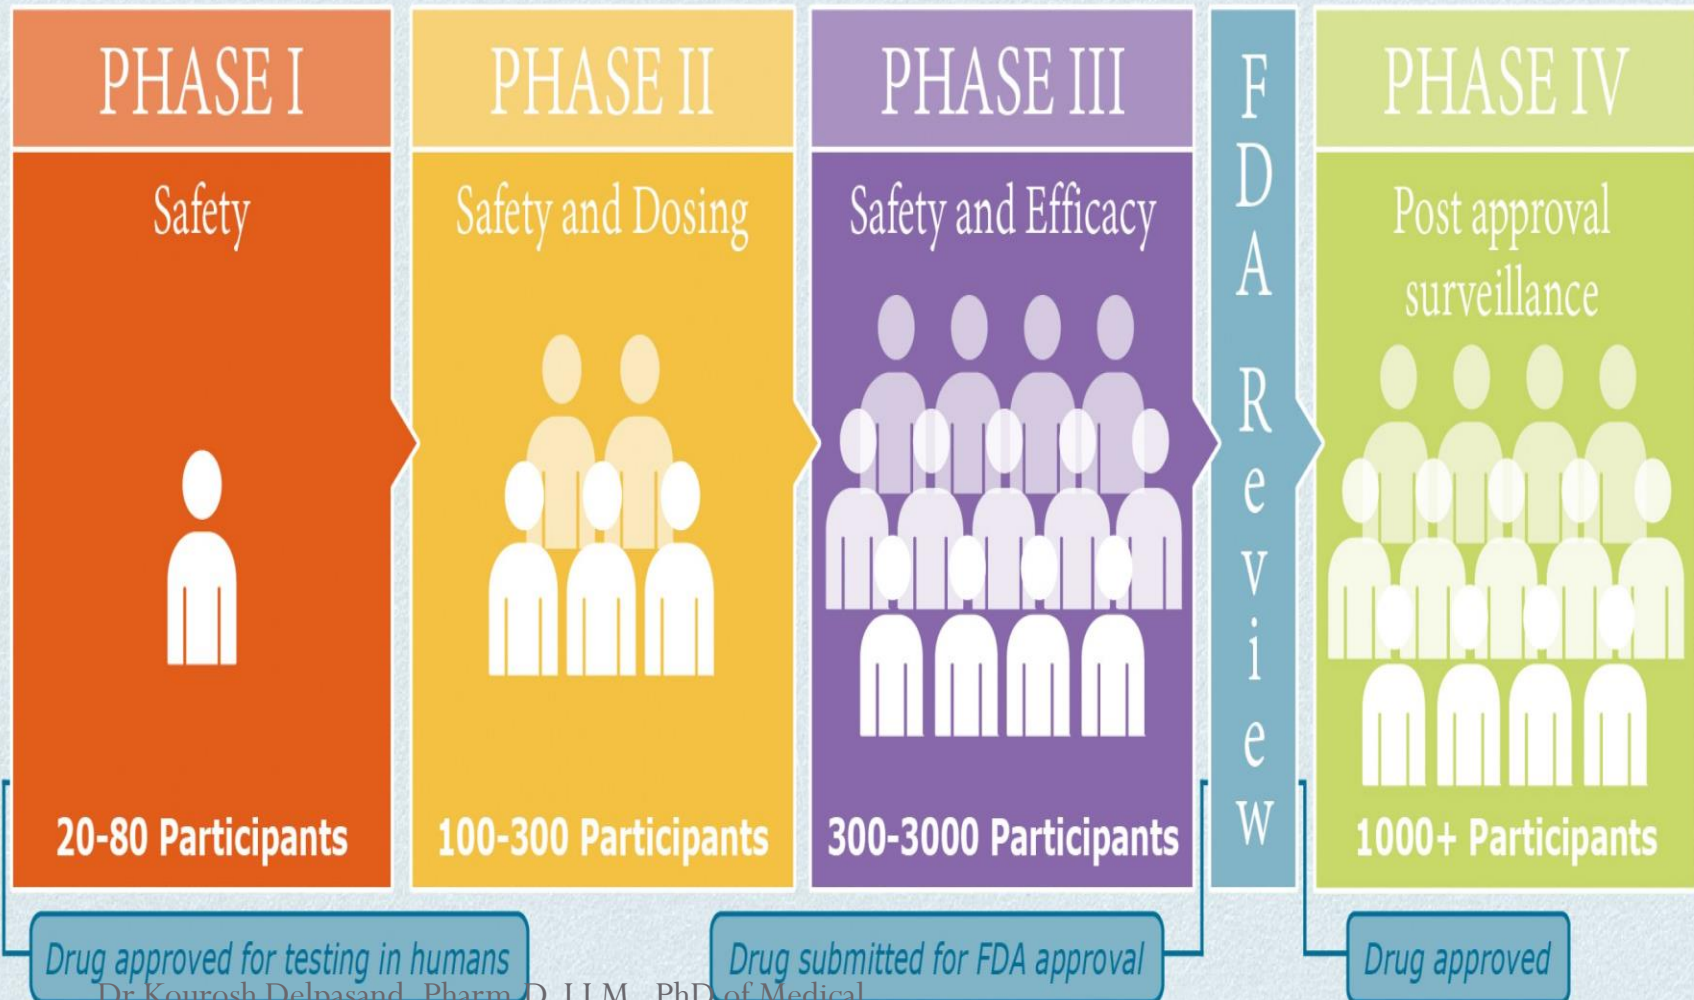 PHASE I
Safety
20-80 Participants
PHASE II
Safety and Dosing
100-300 Participants
PHASE III
Safety and Efficacy
300-3000 Participants
FDA Review
PHASE IV
Post approval
surveillance
1000+ Participants
Drug approved for testing in humans
Drug submitted for FDA approval
Drug approved
Dr Kourosh Delpasand, Pharm.D, LLM., PhD of Medical